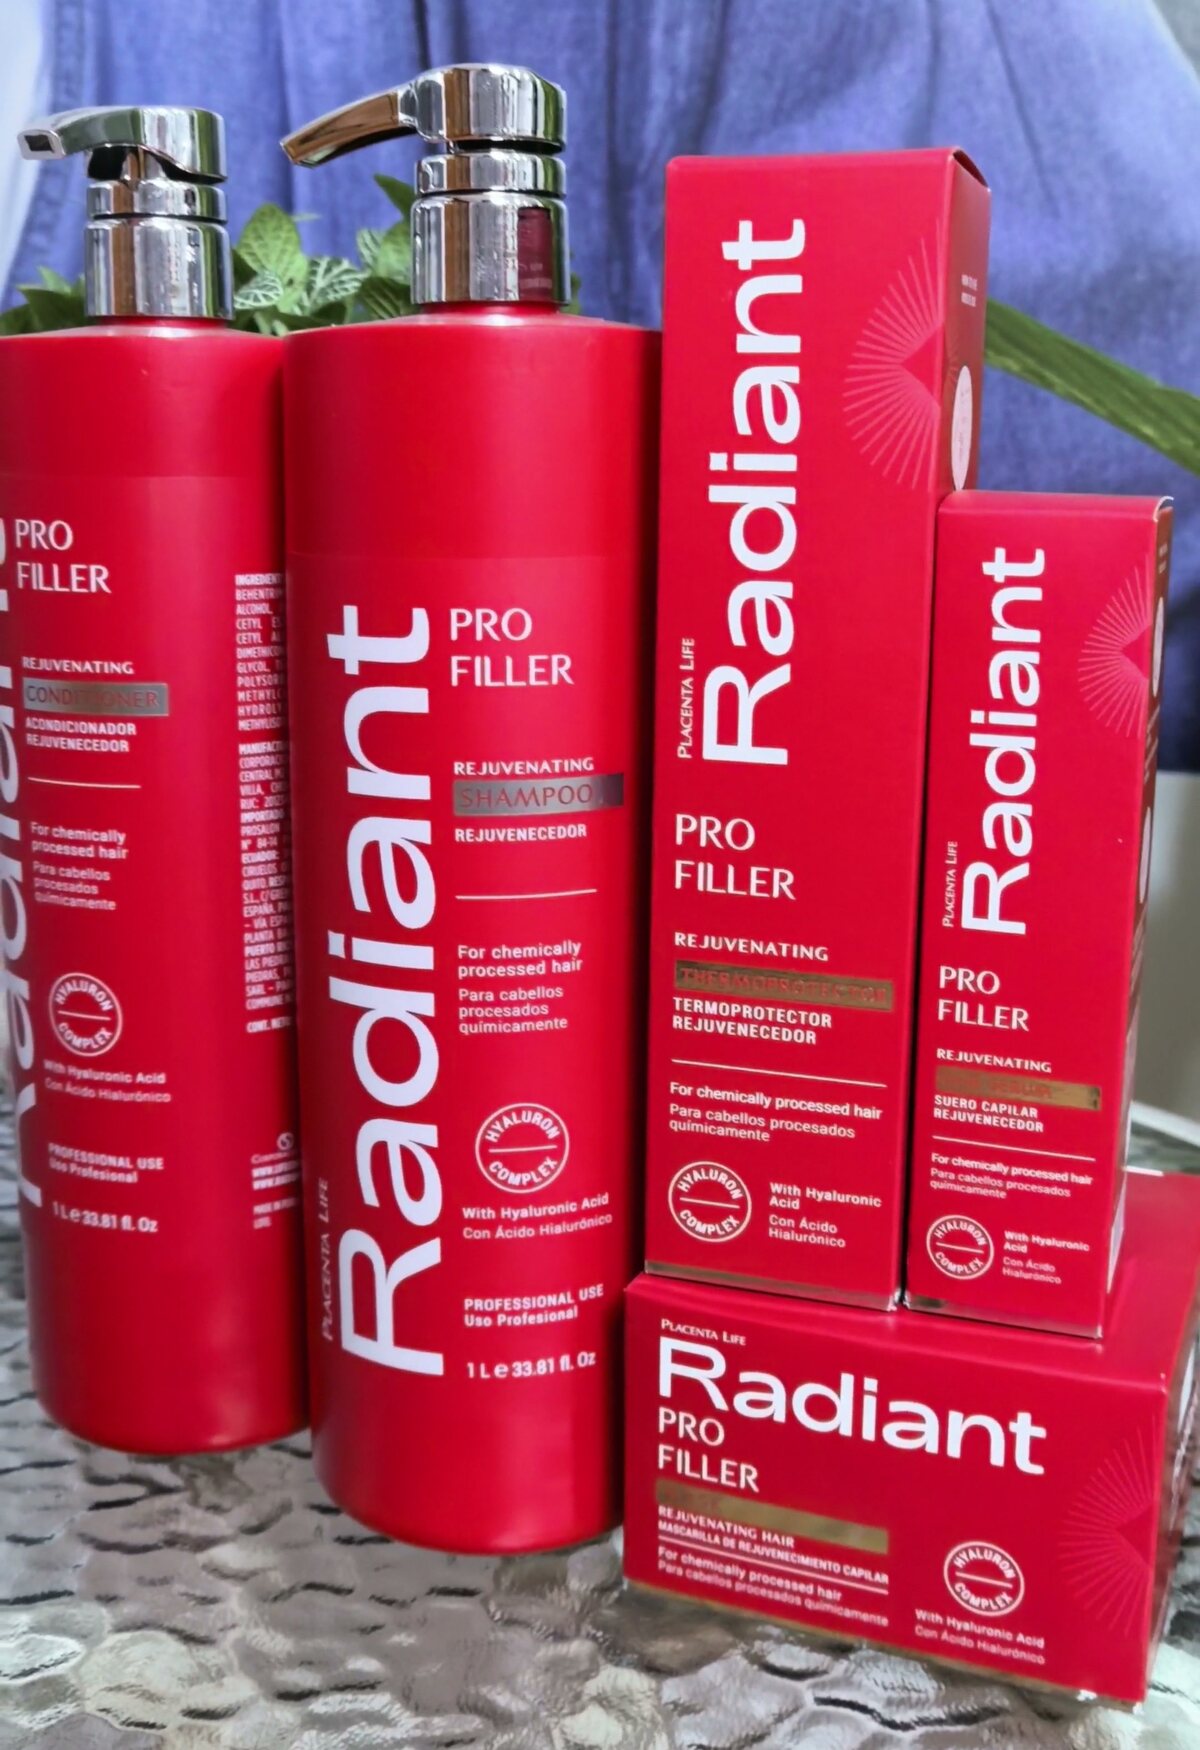 PRO
FILLER
REJUVENATING
CONDITIONER
ACONDICIONADOR
REJUVENECEDOR
For chemically
processed hair
Para cabellos
procesados
químicamente
HYALURON
COMPLEX
With Hyaluronic Acid
Con Ácido Hialurónico
PROFESSIONAL USE
Uso Profesional
1 L e 33.81 fl. Oz
PLACENTA LIFE
Radiant
PRO
FILLER
REJUVENATING
SHAMPOO
REJUVENECEDOR
For chemically
processed hair
Para cabellos
procesados
químicamente
HYALURON
COMPLEX
With Hyaluronic Acid
Con Ácido Hialurónico
PROFESSIONAL USE
Uso Profesional
1 L e 33.81 fl. Oz
PLACENTA LIFE
Radiant
PRO
FILLER
REJUVENATING
THERMOPROTECTOR
TERMOPROTECTOR
REJUVENECEDOR
For chemically processed hair
Para cabellos procesados
químicamente
HYALURON
COMPLEX
With Hyaluronic
Acid
Con Ácido
Hialurónico
PLACENTA LIFE
Radiant
PRO
FILLER
REJUVENATING
SUERO CAPILAR
REJUVENECEDOR
For chemically processed hair
Para cabellos procesados
químicamente
HYALURON
COMPLEX
With Hyaluronic
Acid
Con Ácido
Hialurónico
PLACENTA LIFE
Radiant
PRO
FILLER
REJUVENATING HAIR
MASCARILLA DE REJUVENECIMIENTO CAPILAR
For chemically processed hair
Para cabellos procesados químicamente
HYALURON
COMPLEX
With Hyaluronic Acid
Con Ácido Hialurónico